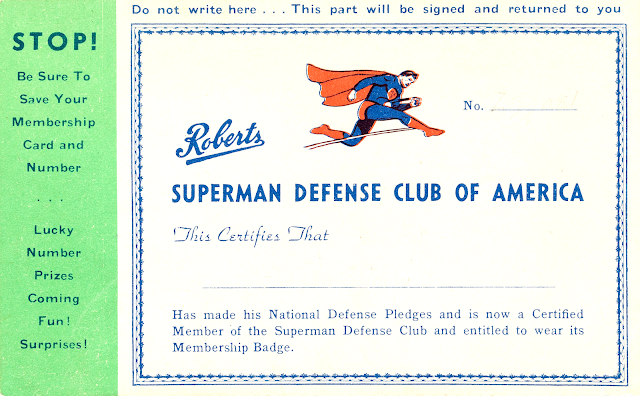 Do not write here . . . This part will be signed and returned to you
STOP!
Be Sure To
Save Your
Membership
Card and
Number
. . .
Lucky
Number
Prizes
Coming
Fun!
Surprises!
No.
Roberts
SUPERMAN DEFENSE CLUB OF AMERICA
This Certifies That
Has made his National Defense Pledges and is now a Certified
Member of the Superman Defense Club and entitled to wear its
Membership Badge.